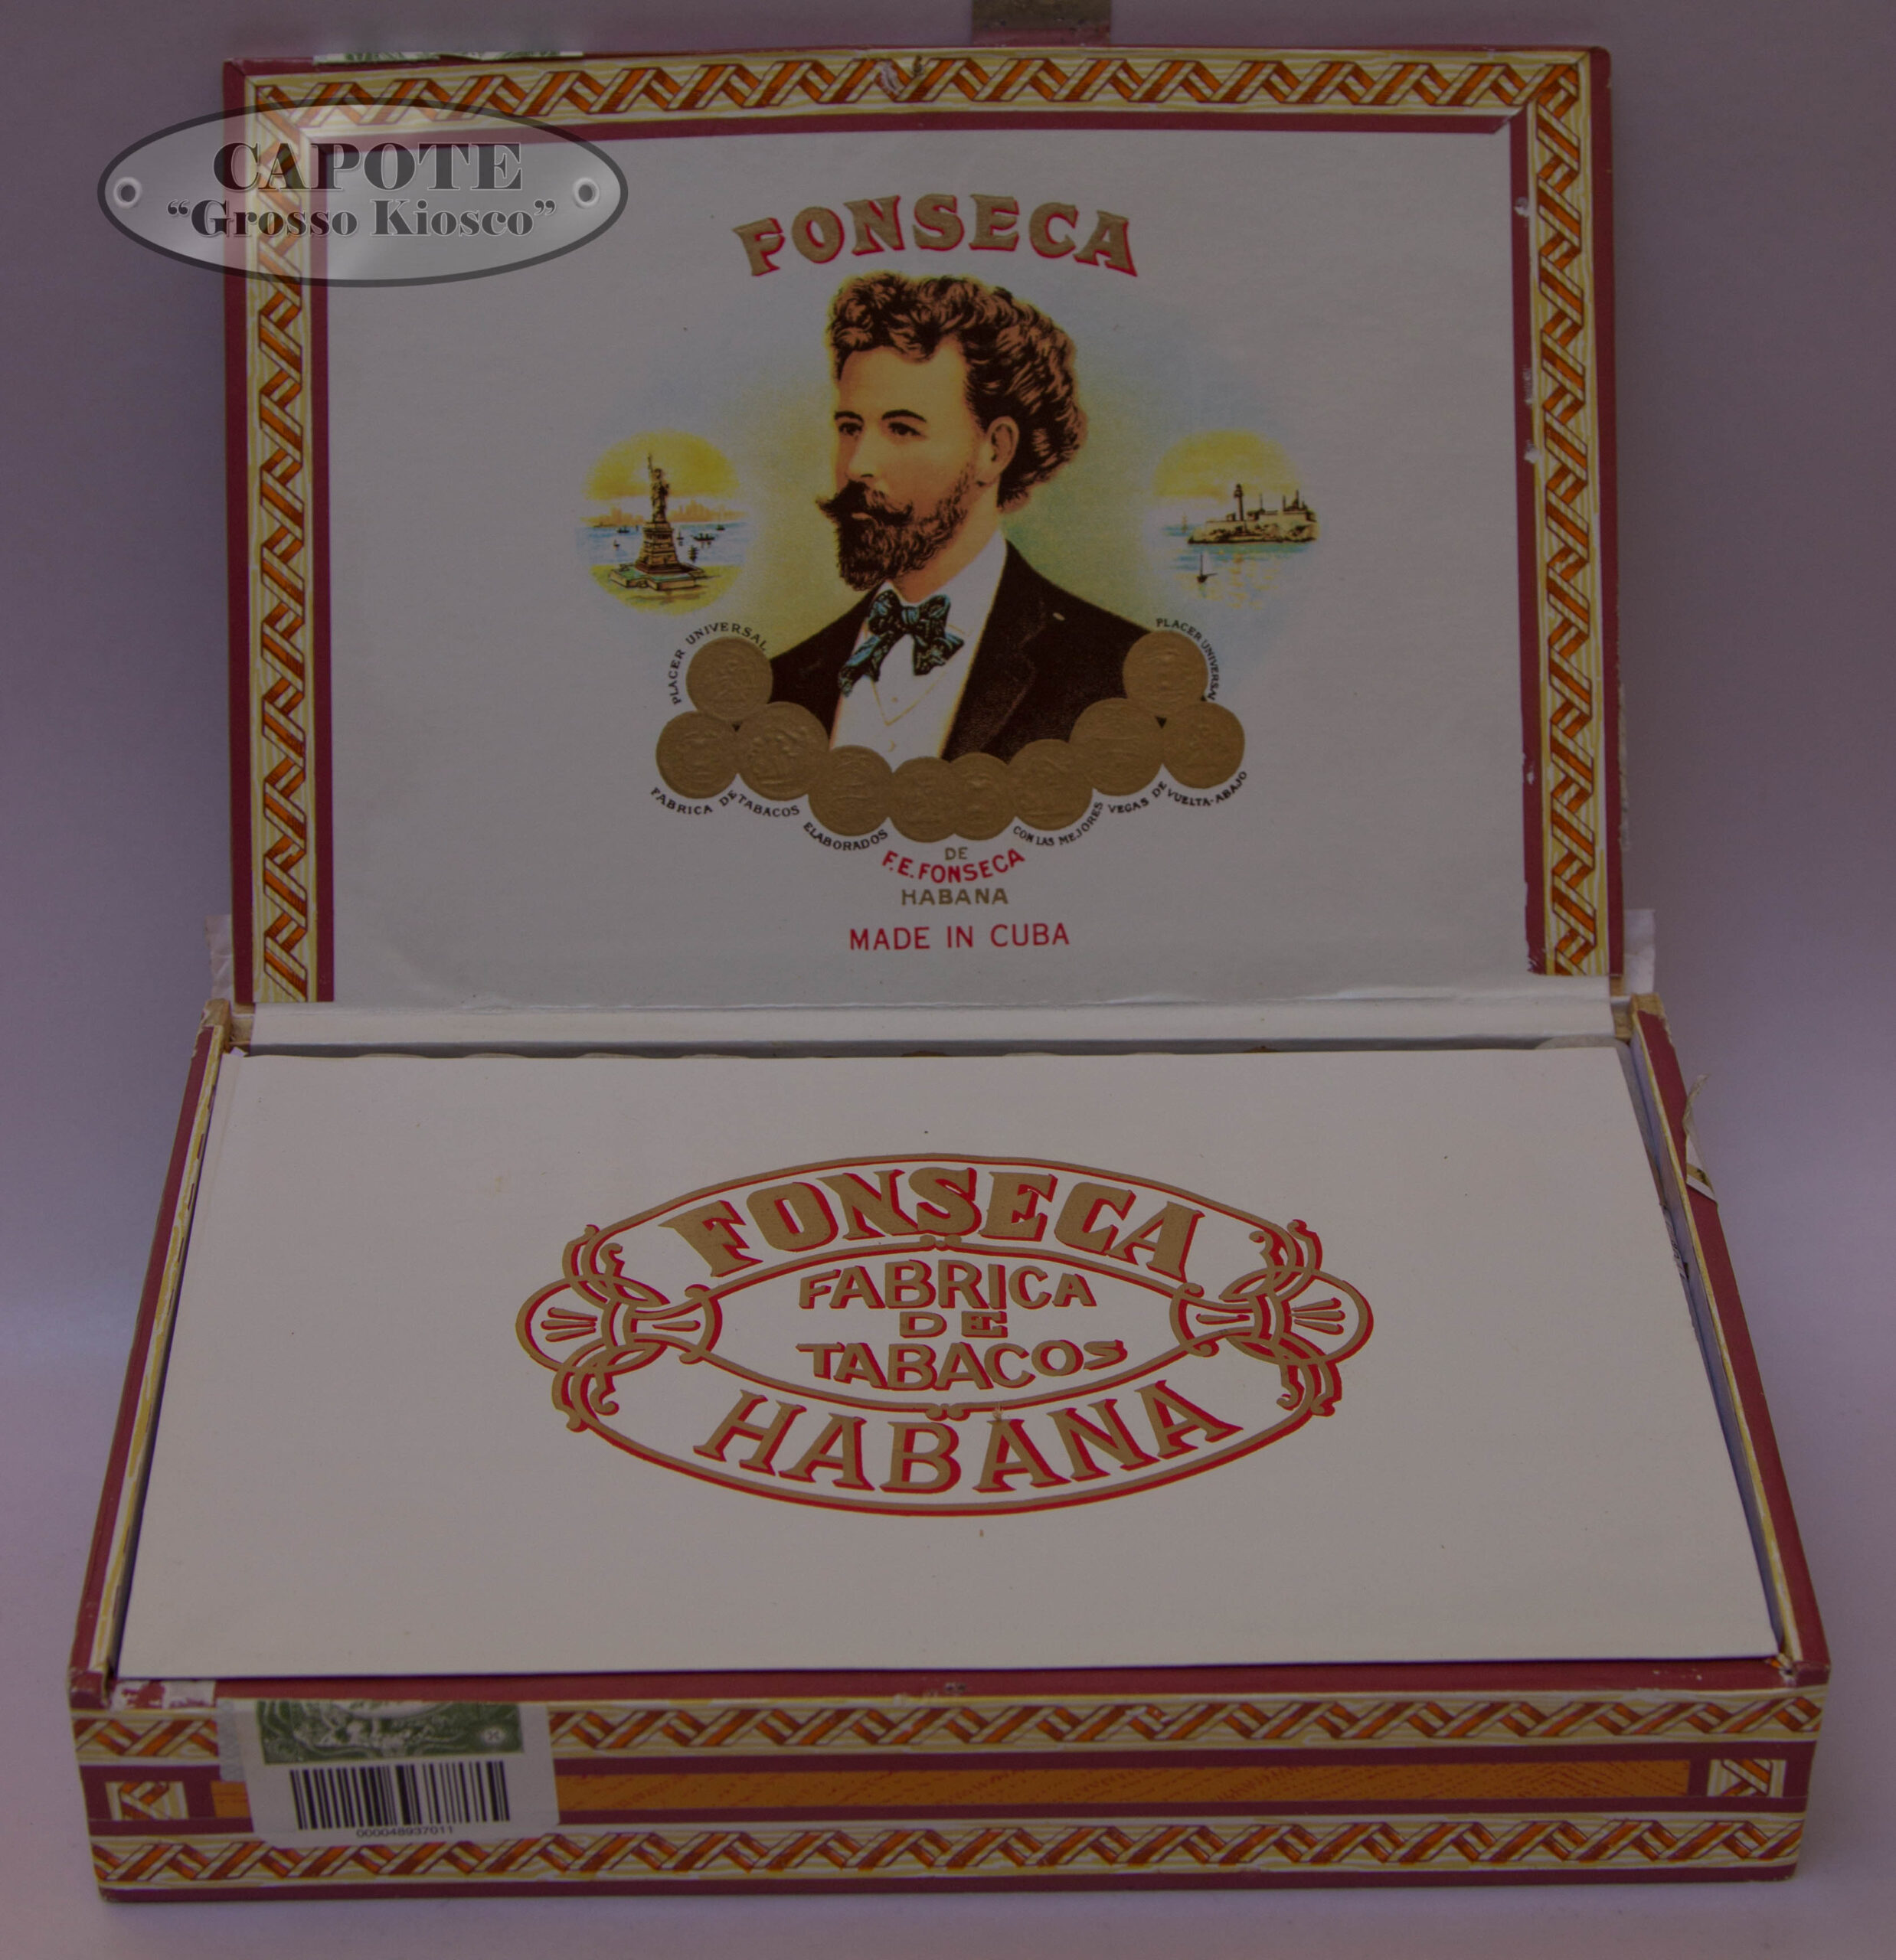 CAPOTE
“Grosso Kiosco”
FONSECA
PLACER UNIVERSAL
PLACER UNIVERSAL
FABRICA DE TABACOS ELABORADOS CON LAS MEJORES VEGAS DE VUELTA-ABAJO
DE
F.E. FONSECA
HABANA
MADE IN CUBA
FONSECA
FABRICA
DE
TABACOS
HABANA
000048937011